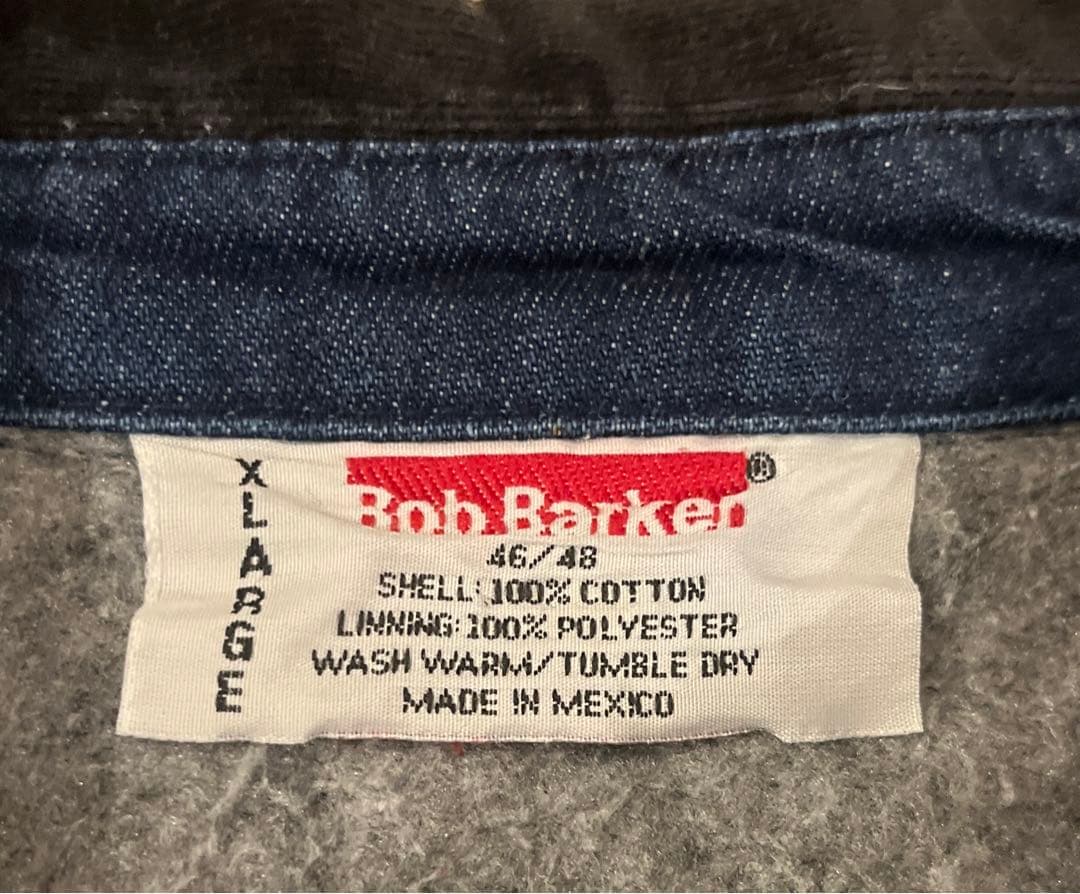 XLARGE
Bob Barker®
46/48
SHELL: 100% COTTON
LINNING: 100% POLYESTER
WASH WARM/TUMBLE DRY
MADE IN MEXICO